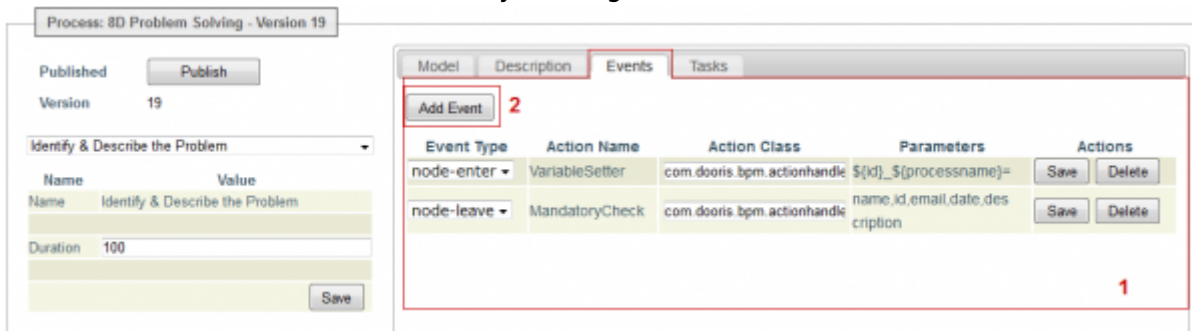 Process: 8D Problem Solving - Version 19
Published Publish
Version 19
Identify & Describe the Problem
Name Value
Name Identify & Describe the Problem
Duration 100
Save
Model Description Events Tasks
Add Event 2
Event Type Action Name Action Class Parameters Actions
node-enter VariableSetter com.dooris.bpm.actionhandle ${id}_${processname}= Save Delete
node-leave MandatoryCheck com.dooris.bpm.actionhandle name,id,email,date,des
cription Save Delete
1